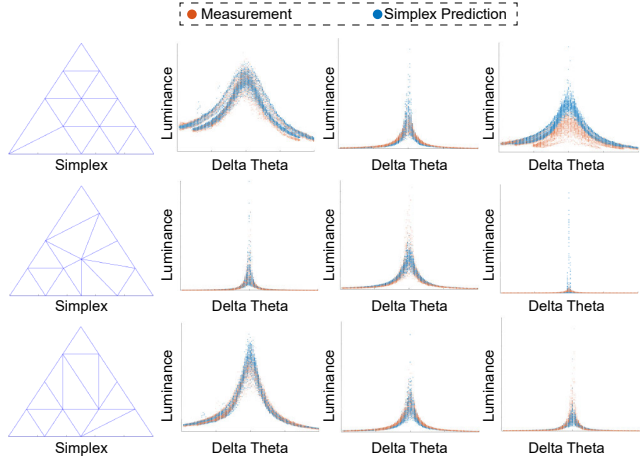 Measurement Simplex Prediction
Luminance Luminance Luminance
Simplex Delta Theta Delta Theta Delta Theta
Luminance Luminance Luminance
Simplex Delta Theta Delta Theta Delta Theta
Luminance Luminance Luminance
Simplex Delta Theta Delta Theta Delta Theta